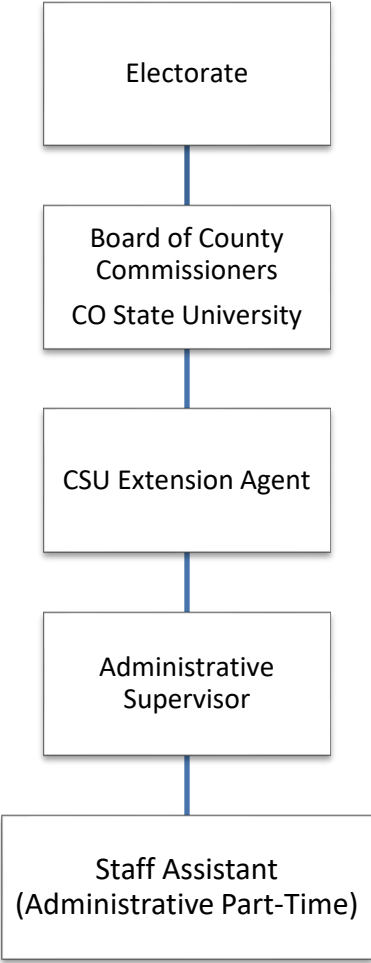 Electorate
Board of County
Commissioners
CO State University
CSU Extension Agent
Administrative
Supervisor
Staff Assistant
(Administrative Part-Time)